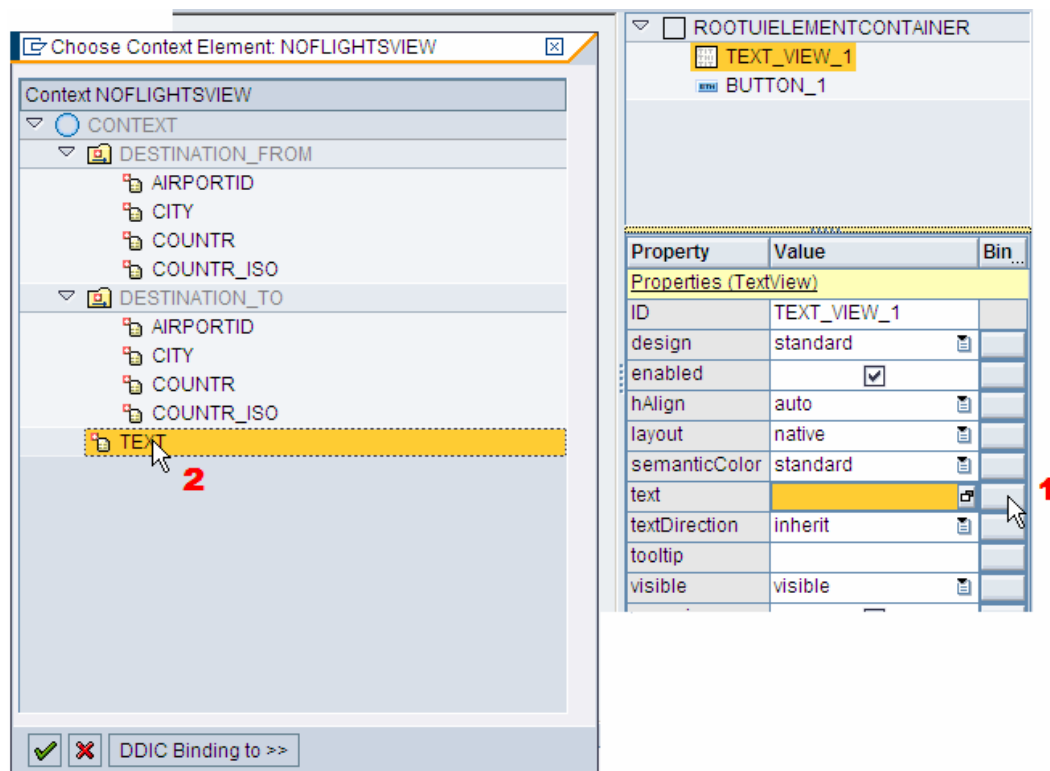 Choose Context Element: NOFLIGHTSVIEW
Context NOFLIGHTSVIEW
CONTEXT
DESTINATION_FROM
AIRPORTID
CITY
COUNTR
COUNTR_ISO
DESTINATION_TO
AIRPORTID
CITY
COUNTR
COUNTR_ISO
TEXT
2
DDIC Binding to >>
ROOTUIELEMENTCONTAINER
TEXT_VIEW_1
BUTTON_1
Property Value Bin...
Properties (TextView)
ID TEXT_VIEW_1
design standard
enabled
hAlign auto
layout native
semanticColor standard
text
1
textDirection inherit
tooltip
visible visible